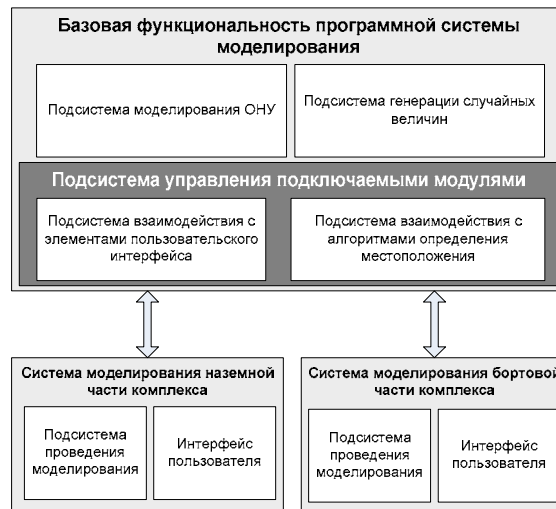 Базовая функциональность программной системы
моделирования
Подсистема моделирования ОНУ
Подсистема генерации случайных
величин
Подсистема управления подключаемыми модулями
Подсистема взаимодействия с
элементами пользовательского
интерфейса
Подсистема взаимодействия с
алгоритмами определения
местоположения
Система моделирования наземной
части комплекса
Подсистема
проведения
моделирования
Интерфейс
пользователя
Система моделирования бортовой
части комплекса
Подсистема
проведения
моделирования
Интерфейс
пользователя